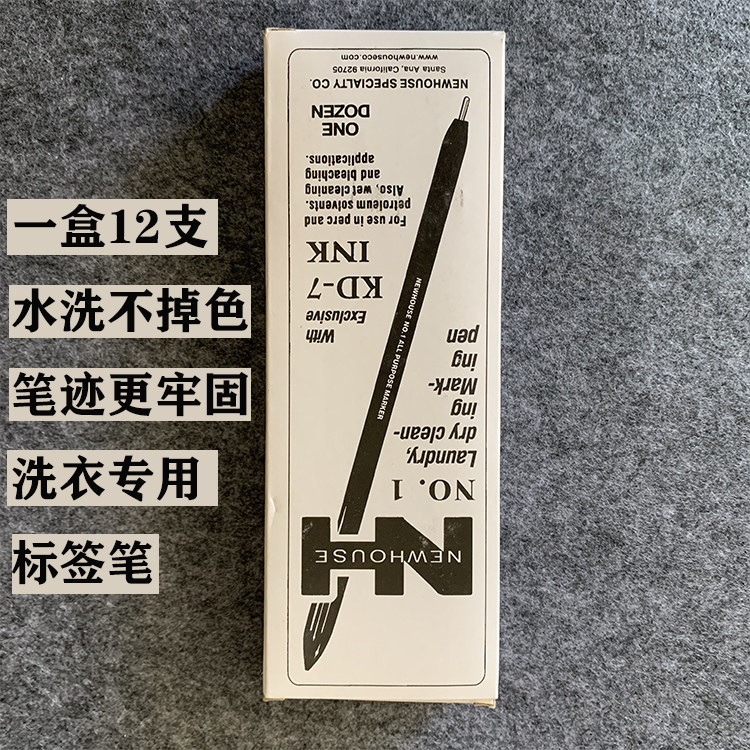 一盒12支
水洗不掉色
笔迹更牢固
洗衣专用
标签笔
NEWHOUSE
NO. 1
Laundry,
dry clean-
ing
Mark-
ing
pen
NEWHOUSE NO.1 ALL PURPOSE MARKER
With
Exclusive
KD-7
INK
For use in perc and
petroleum solvents.
Also, wet cleaning
and bleaching
applications.
ONE
DOZEN
NEWHOUSE SPECIALTY CO.
Santa Ana, California 92705
www.newhouseco.com